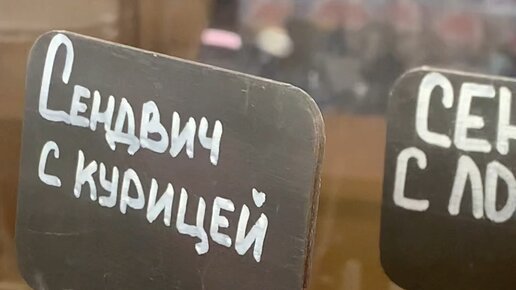 Сендвич
с курицей
с